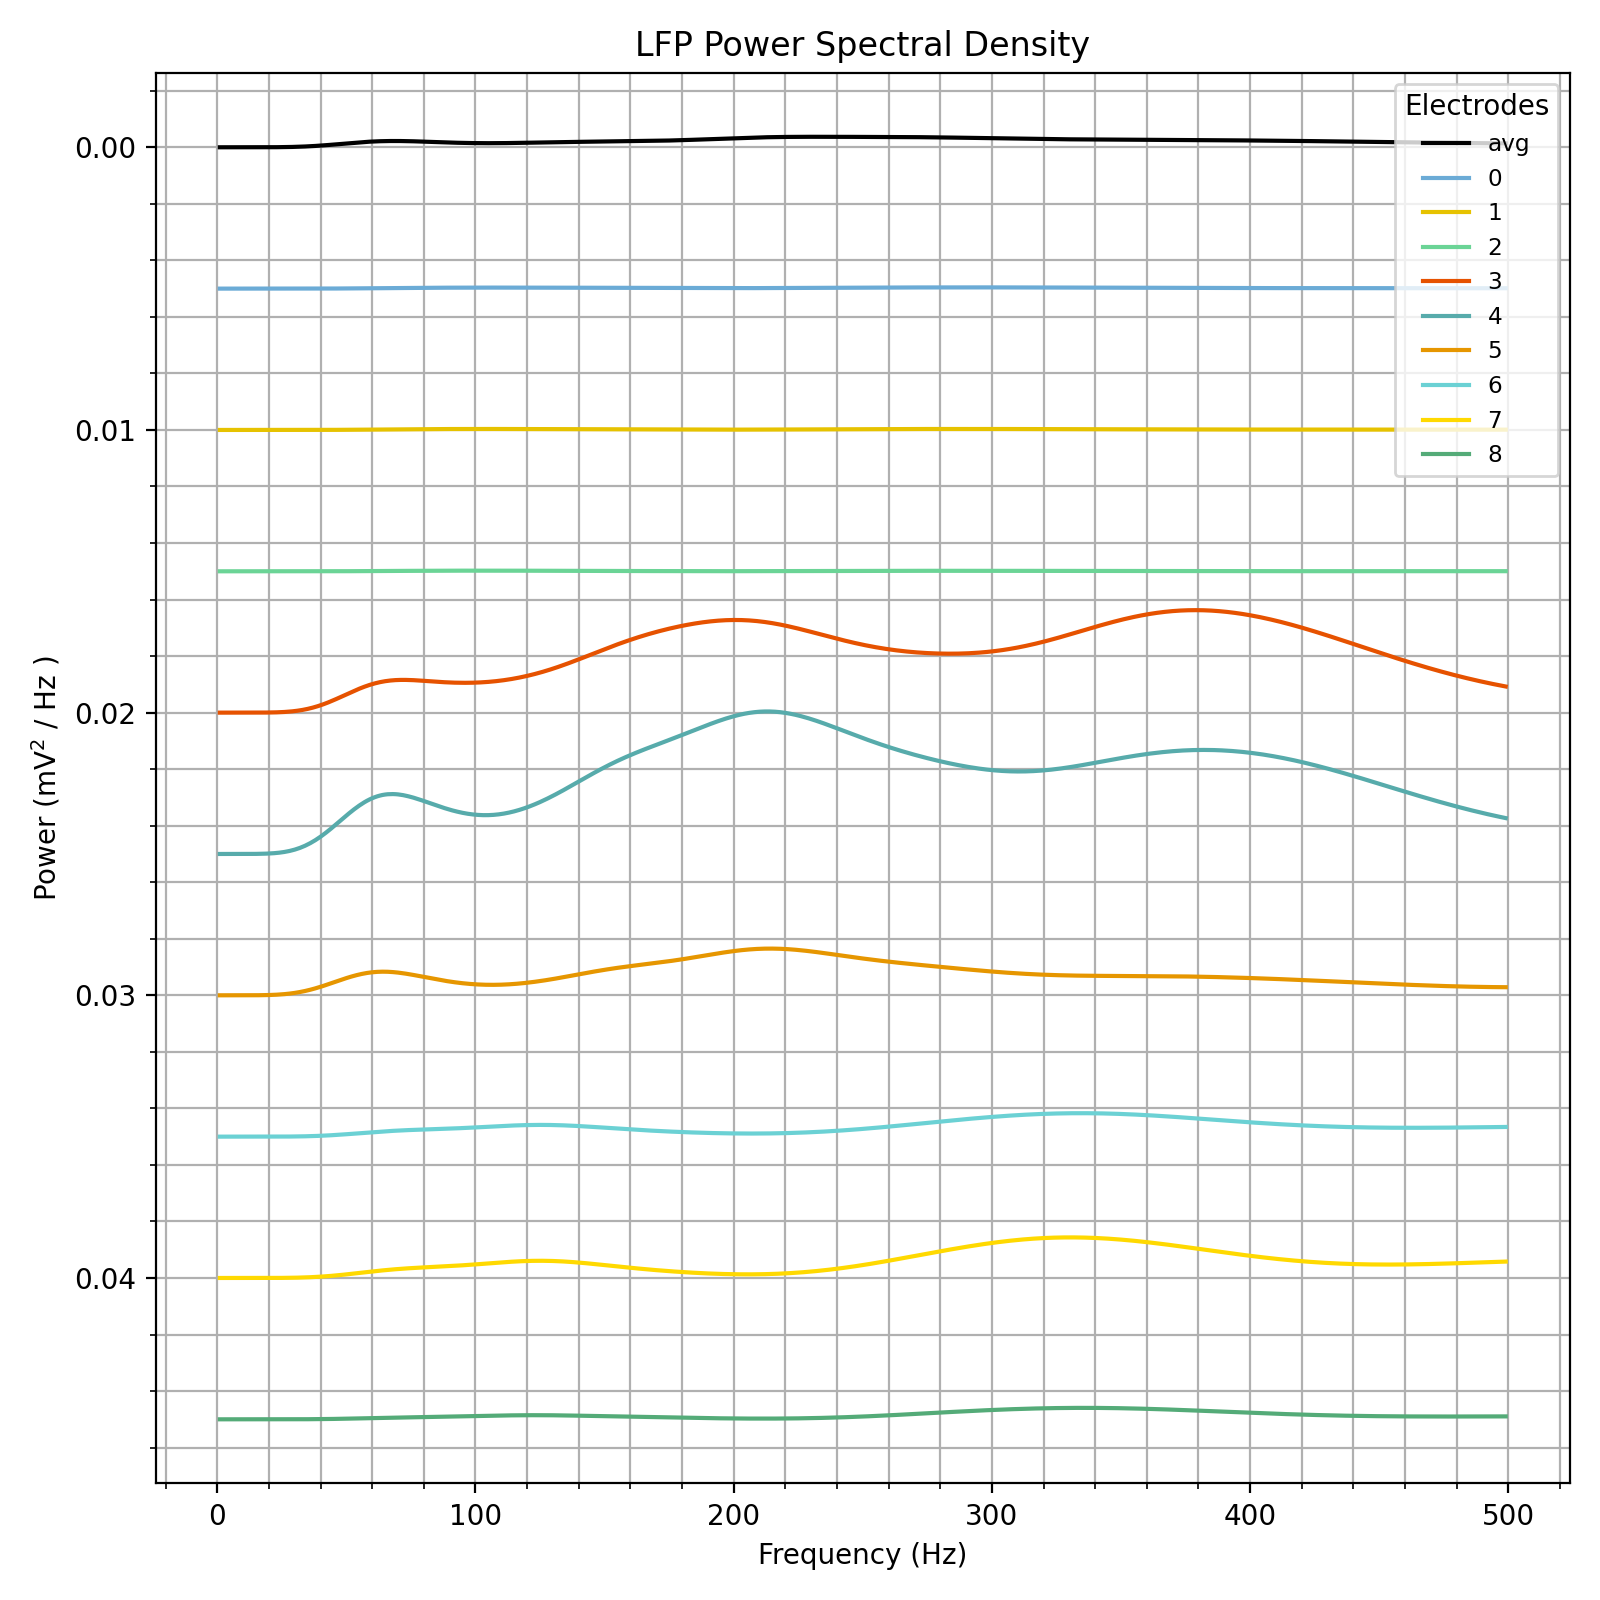 LFP Power Spectral Density
Electrodes
avg
0
1
2
3
4
5
6
7
8
0.00
0.01
0.02
0.03
0.04
Power (mV² / Hz )
0 100 200 300 400 500
Frequency (Hz)